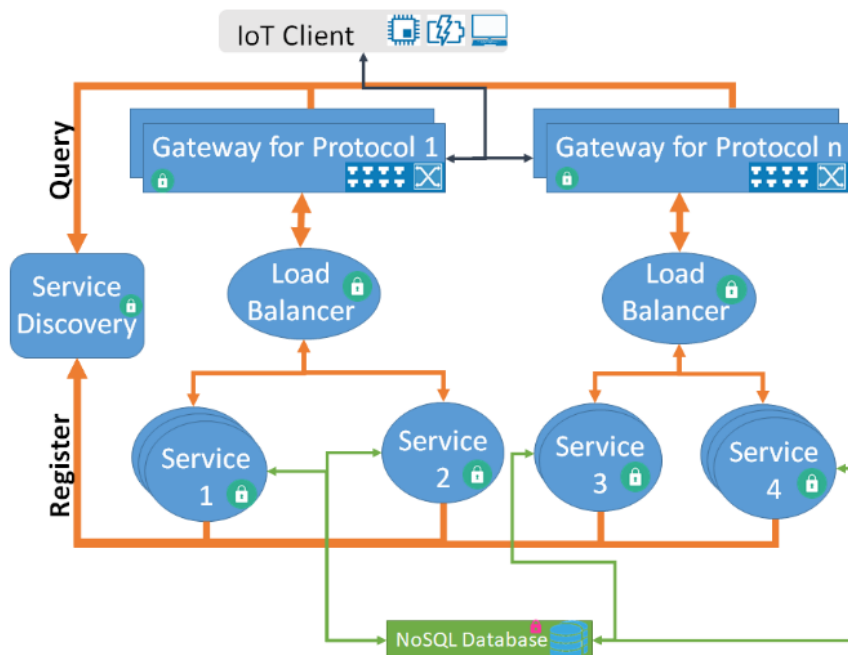 IoT Client
Query
Gateway for Protocol 1
Gateway for Protocol n
Service
Discovery
Load
Balancer
Load
Balancer
Register
Service
1
Service
2
Service
3
Service
4
NoSQL Database